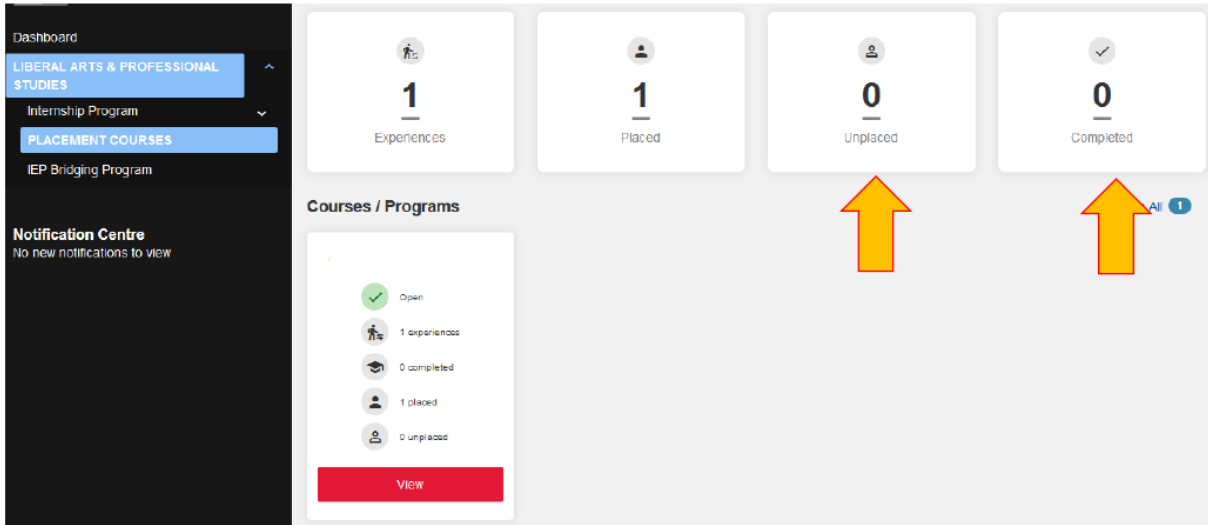 Dashboard
LIBERAL ARTS & PROFESSIONAL
STUDIES
Internship Program
PLACEMENT COURSES
IEP Bridging Program
Notification Centre
No new notifications to view
1
Experiences
1
Placed
0
Unplaced
0
Completed
Courses / Programs
All 1
Open
1 experiences
0 completed
1 placed
0 unplaced
View